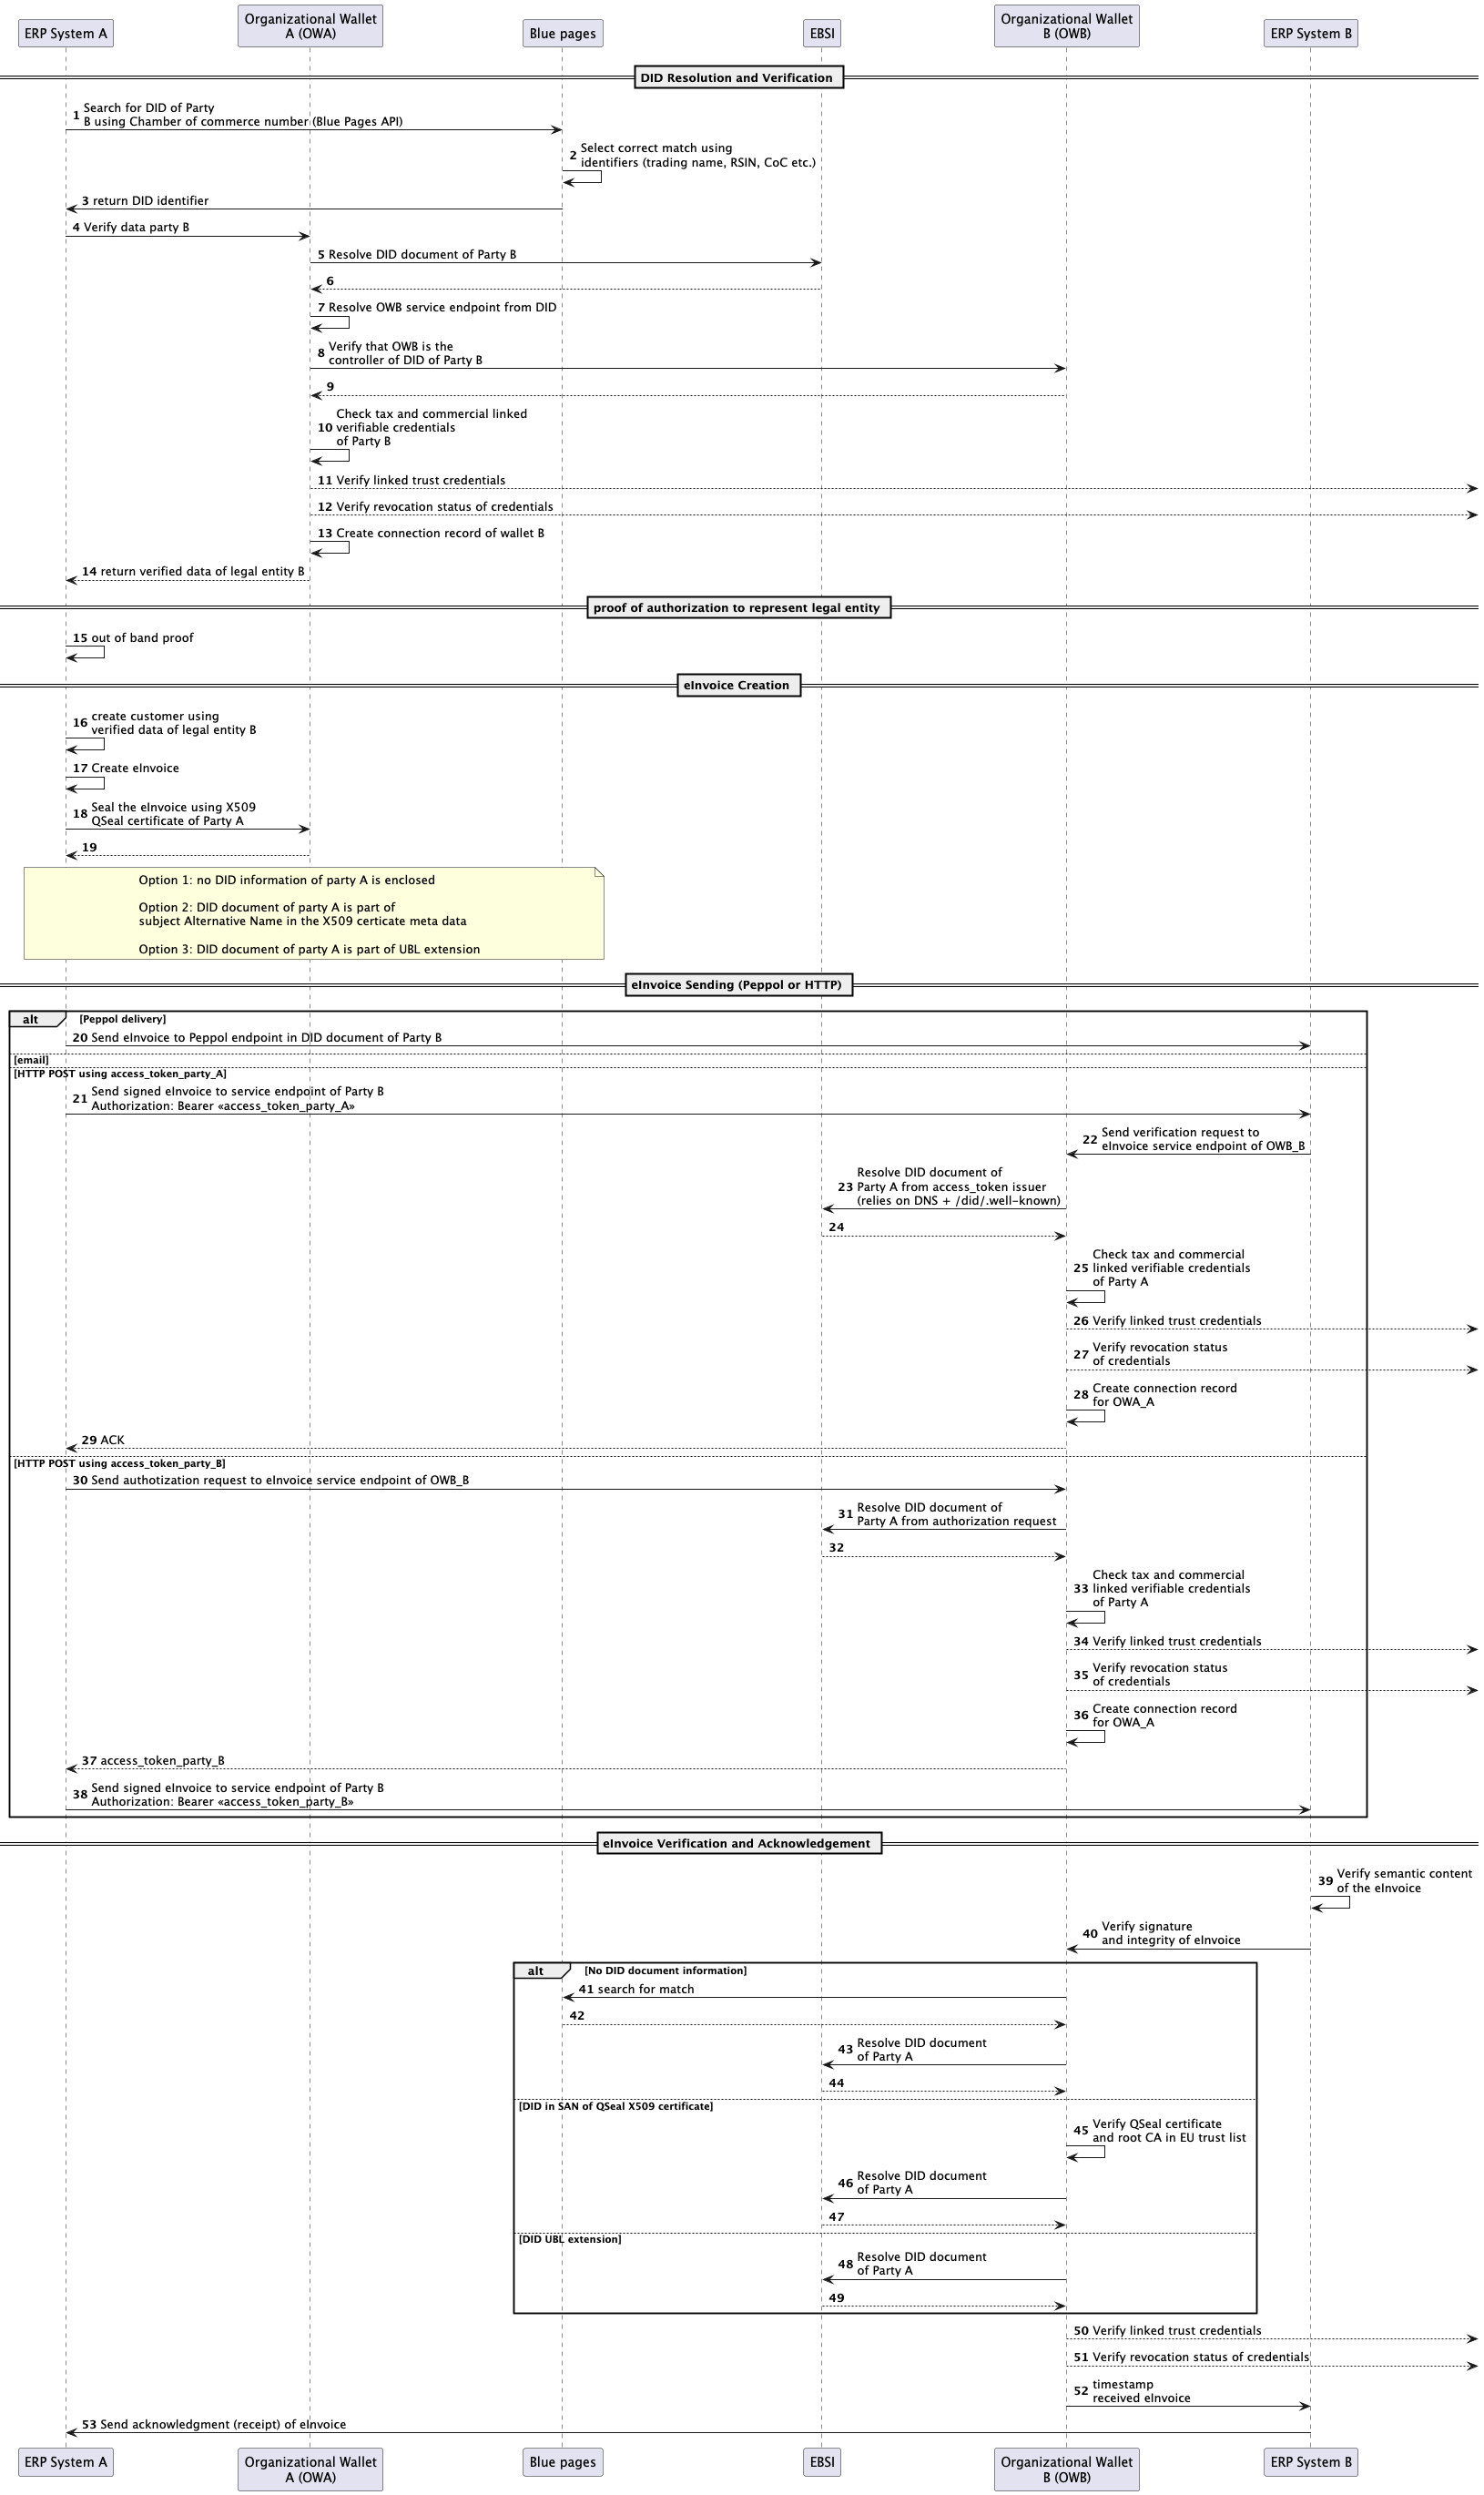 Organizational Wallet
Organizational Wallet
ERP System A
A (OWA)
Blue pages
EBSI
B (OWB)
ERP System B
DID Resolution and Verification
Search for DID of Party
1 B using Chamber of commerce number (Blue Pages API)
Select correct match using
2 identifiers (trading name, RSIN, CoC etc.)
3 return DID identifier
4 Verify data party B
5 Resolve DID document of Party B
6
7 Resolve OWB service endpoint from DID
Verify that OWB is the
8 controller of DID of Party B
9
Check tax and commercial linked
10 verifiable credentials
of Party B
11 Verify linked trust credentials
12 Verify revocation status of credentials
13 Create connection record of wallet B
14 return verified data of legal entity B
proof of authorization to represent legal entity
15 out of band proof
eInvoice Creation
create customer using
16 verified data of legal entity B
17 Create eInvoice
Seal the eInvoice using X509
18 QSeal certificate of Party A
19
Option 1: no DID information of party A is enclosed
Option 2: DID document of party A is part of
subject Alternative Name in the X509 certicate meta data
Option 3: DID document of party A is part of UBL extension
eInvoice Sending (Peppol or HTTP)
alt [Peppol delivery]
20 Send eInvoice to Peppol endpoint in DID document of Party B
[email]
[HTTP POST using access_token_party_A]
Send signed eInvoice to service endpoint of Party B
21 Authorization: Bearer «access_token_party_A»
Send verification request to
22 eInvoice service endpoint of OWB_B
Resolve DID document of
23 Party A from access_token issuer
(relies on DNS + /did/.well-known)
24
Check tax and commercial
25 linked verifiable credentials
of Party A
26 Verify linked trust credentials
Verify revocation status
27 of credentials
Create connection record
28 for OWA_A
29 ACK
[HTTP POST using access_token_party_B]
30 Send authotization request to eInvoice service endpoint of OWB_B
Resolve DID document of
31 Party A from authorization request
32
Check tax and commercial
33 linked verifiable credentials
of Party A
34 Verify linked trust credentials
Verify revocation status
35 of credentials
Create connection record
36 for OWA_A
37 access_token_party_B
Send signed eInvoice to service endpoint of Party B
38 Authorization: Bearer «access_token_party_B»
eInvoice Verification and Acknowledgement
Verify semantic content
39 of the eInvoice
Verify signature
40 and integrity of eInvoice
alt [No DID document information]
41 search for match
42
Resolve DID document
43 of Party A
44
[DID in SAN of QSeal X509 certificate]
Verify QSeal certificate
45 and root CA in EU trust list
Resolve DID document
46 of Party A
47
[DID UBL extension]
Resolve DID document
48 of Party A
49
50 Verify linked trust credentials
51 Verify revocation status of credentials
timestamp
52 received eInvoice
53 Send acknowledgment (receipt) of eInvoice
ERP System A
Organizational Wallet
A (OWA)
Blue pages
EBSI
Organizational Wallet
B (OWB)
ERP System B